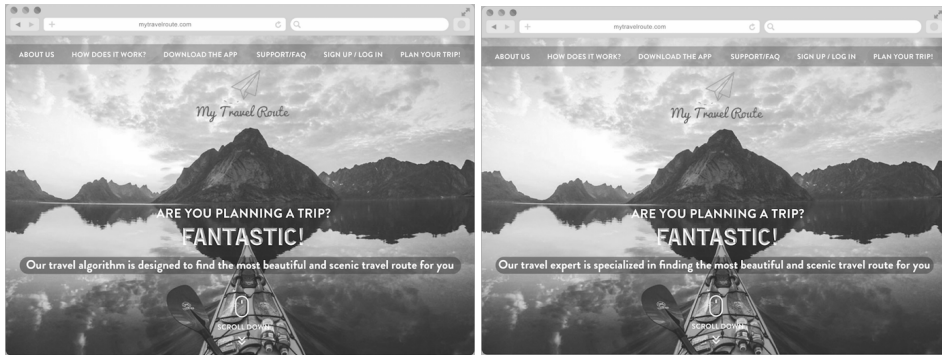 mytravelroute.com
ABOUT US HOW DOES IT WORK? DOWNLOAD THE APP SUPPORT/FAQ SIGN UP / LOG IN PLAN YOUR TRIP!
My Travel Route
ARE YOU PLANNING A TRIP?
FANTASTIC!
Our travel algorithm is designed to find the most beautiful and scenic travel route for you
SCROLL DOWN
mytravelroute.com
ABOUT US HOW DOES IT WORK? DOWNLOAD THE APP SUPPORT/FAQ SIGN UP / LOG IN PLAN YOUR TRIP!
My Travel Route
ARE YOU PLANNING A TRIP?
FANTASTIC!
Our travel expert is specialized in finding the most beautiful and scenic travel route for you
SCROLL DOWN